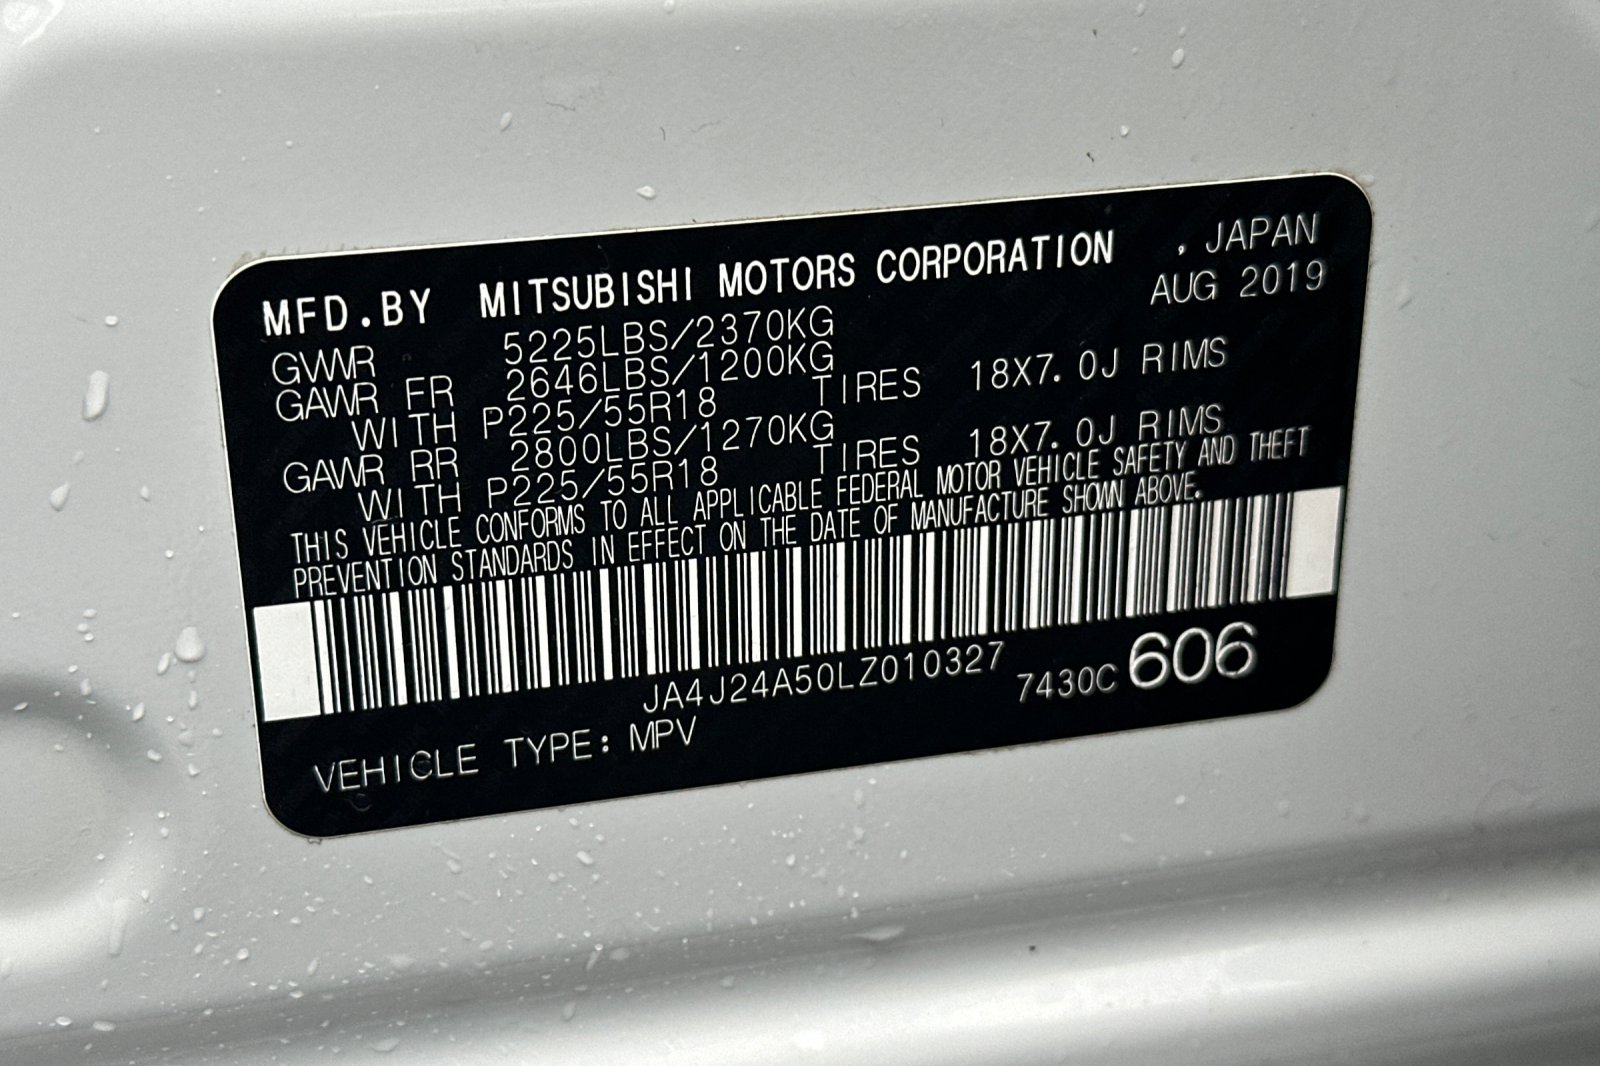 MFD.BY MITSUBISHI MOTORS CORPORATION , JAPAN
AUG 2019
GVWR 5225LBS/2370KG
GAWR FR 2646LBS/1200KG
WITH P225/55R18 TIRES 18X7.0J RIMS
GAWR RR 2800LBS/1270KG
WITH P225/55R18 TIRES 18X7.0J RIMS
THIS VEHICLE CONFORMS TO ALL APPLICABLE FEDERAL MOTOR VEHICLE SAFETY AND THEFT
PREVENTION STANDARDS IN EFFECT ON THE DATE OF MANUFACTURE SHOWN ABOVE.
JA4J24A50LZ010327 7430C 606
VEHICLE TYPE: MPV